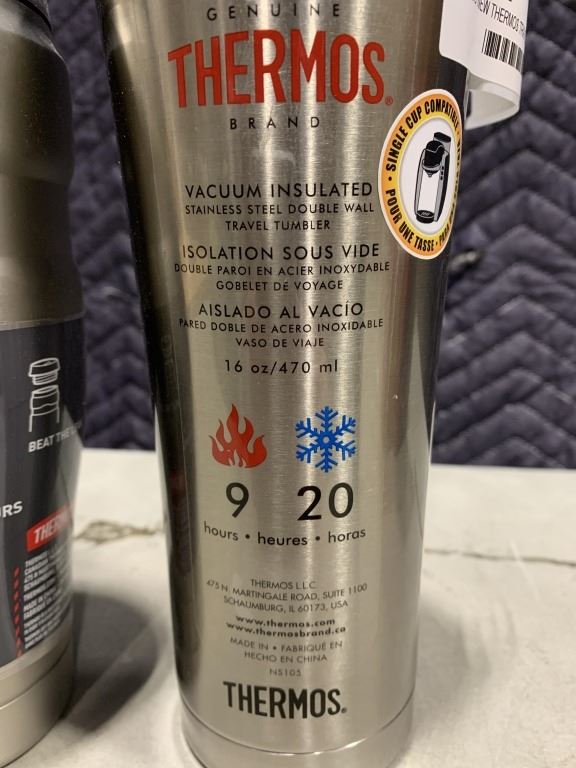 GENUINE
THERMOS®
BRAND
VACUUM INSULATED
STAINLESS STEEL DOUBLE WALL
TRAVEL TUMBLER
ISOLATION SOUS VIDE
DOUBLE PAROI EN ACIER INOXYDABLE
GOBELET Dé VOYAGE
AISLADO AL VACÍO
PARED DOBLE DE ACERO INOXIDABLE
VASO DE VIAJE
16 oz/470 ml
9 20
hours • heures • horas
THERMOS L.L.C.
475 N. MARTINGALE ROAD, SUITE 1100
SCHAUMBURG, IL 60173, USA
www.thermos.com
www.thermosbrand.ca
MADE IN • FABRIQUÉ EN
HECHO EN CHINA
NS105
THERMOS®
• SINGLE CUP
POUR UNE TASSE •
THERMOS
BEAT THE